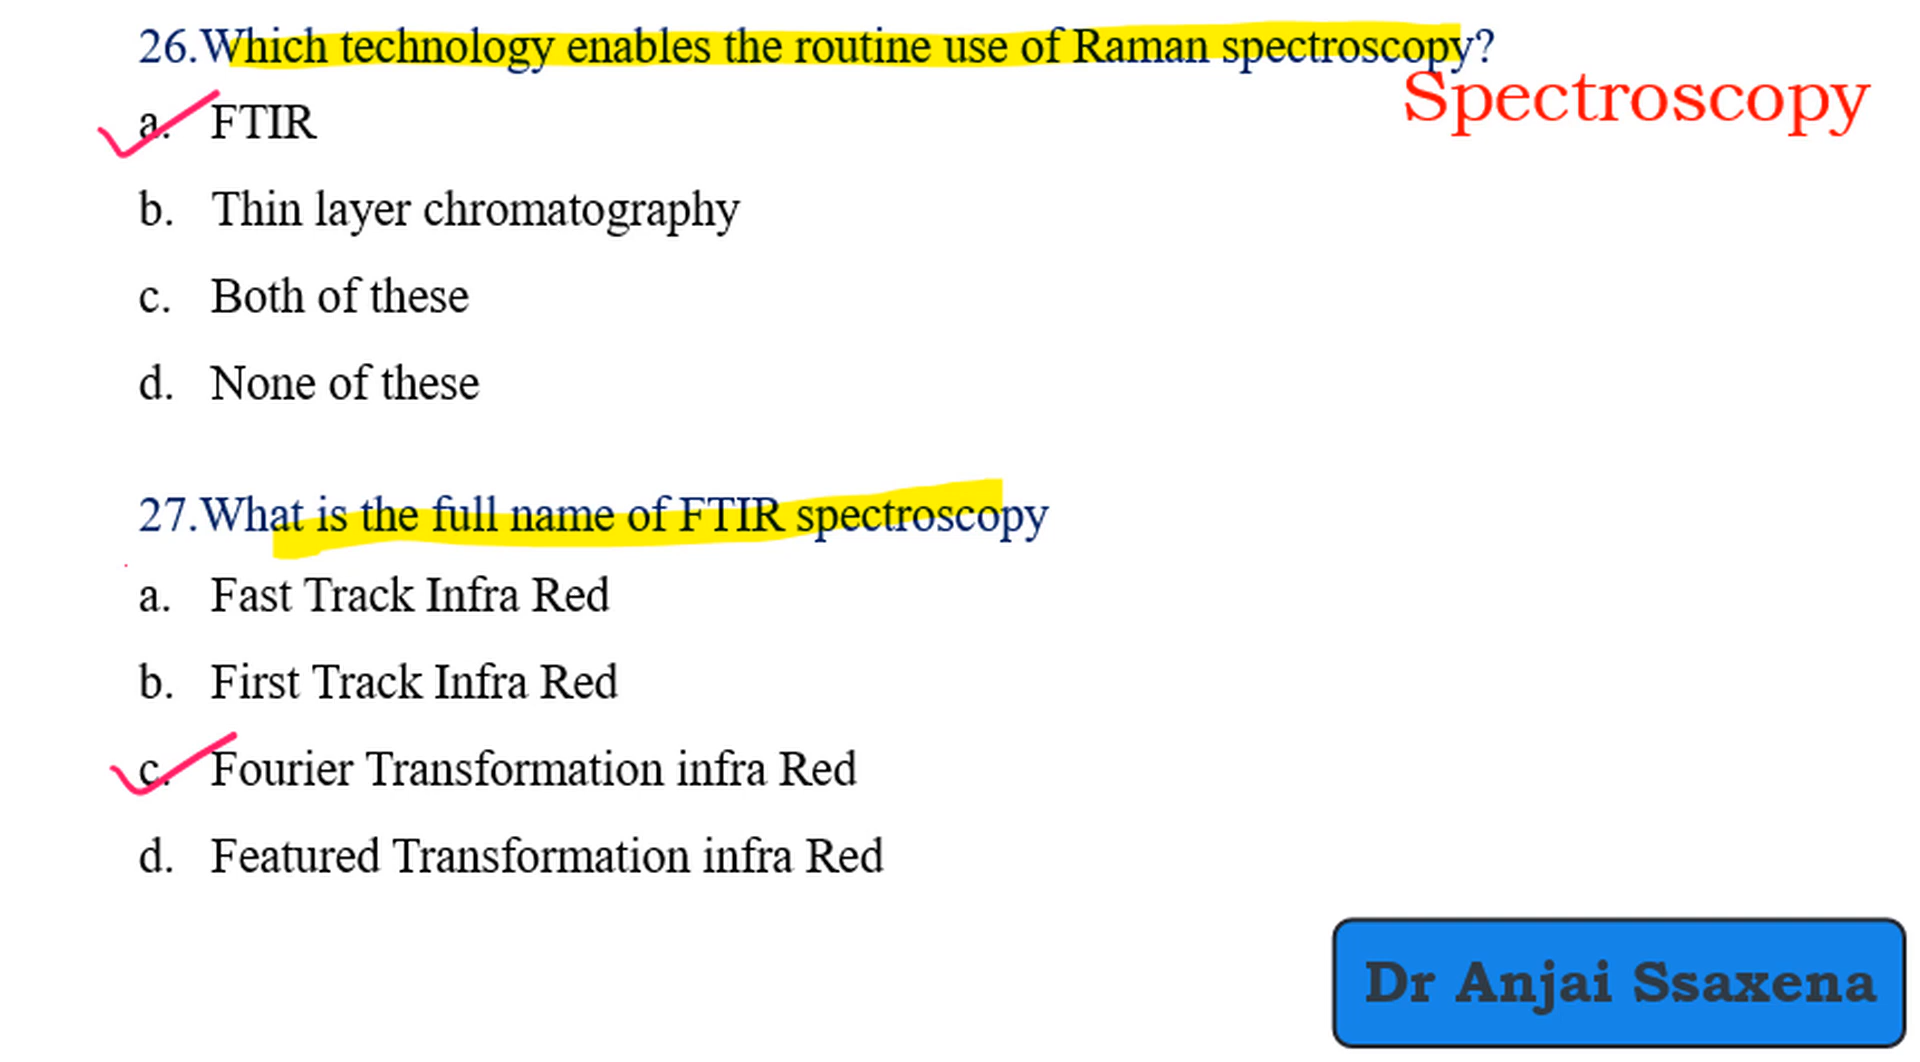 26.Which technology enables the routine use of Raman spectroscopy?
Spectroscopy
a. FTIR
b. Thin layer chromatography
c. Both of these
d. None of these
27.What is the full name of FTIR spectroscopy
a. Fast Track Infra Red
b. First Track Infra Red
c. Fourier Transformation infra Red
d. Featured Transformation infra Red
Dr Anjai Ssaxena